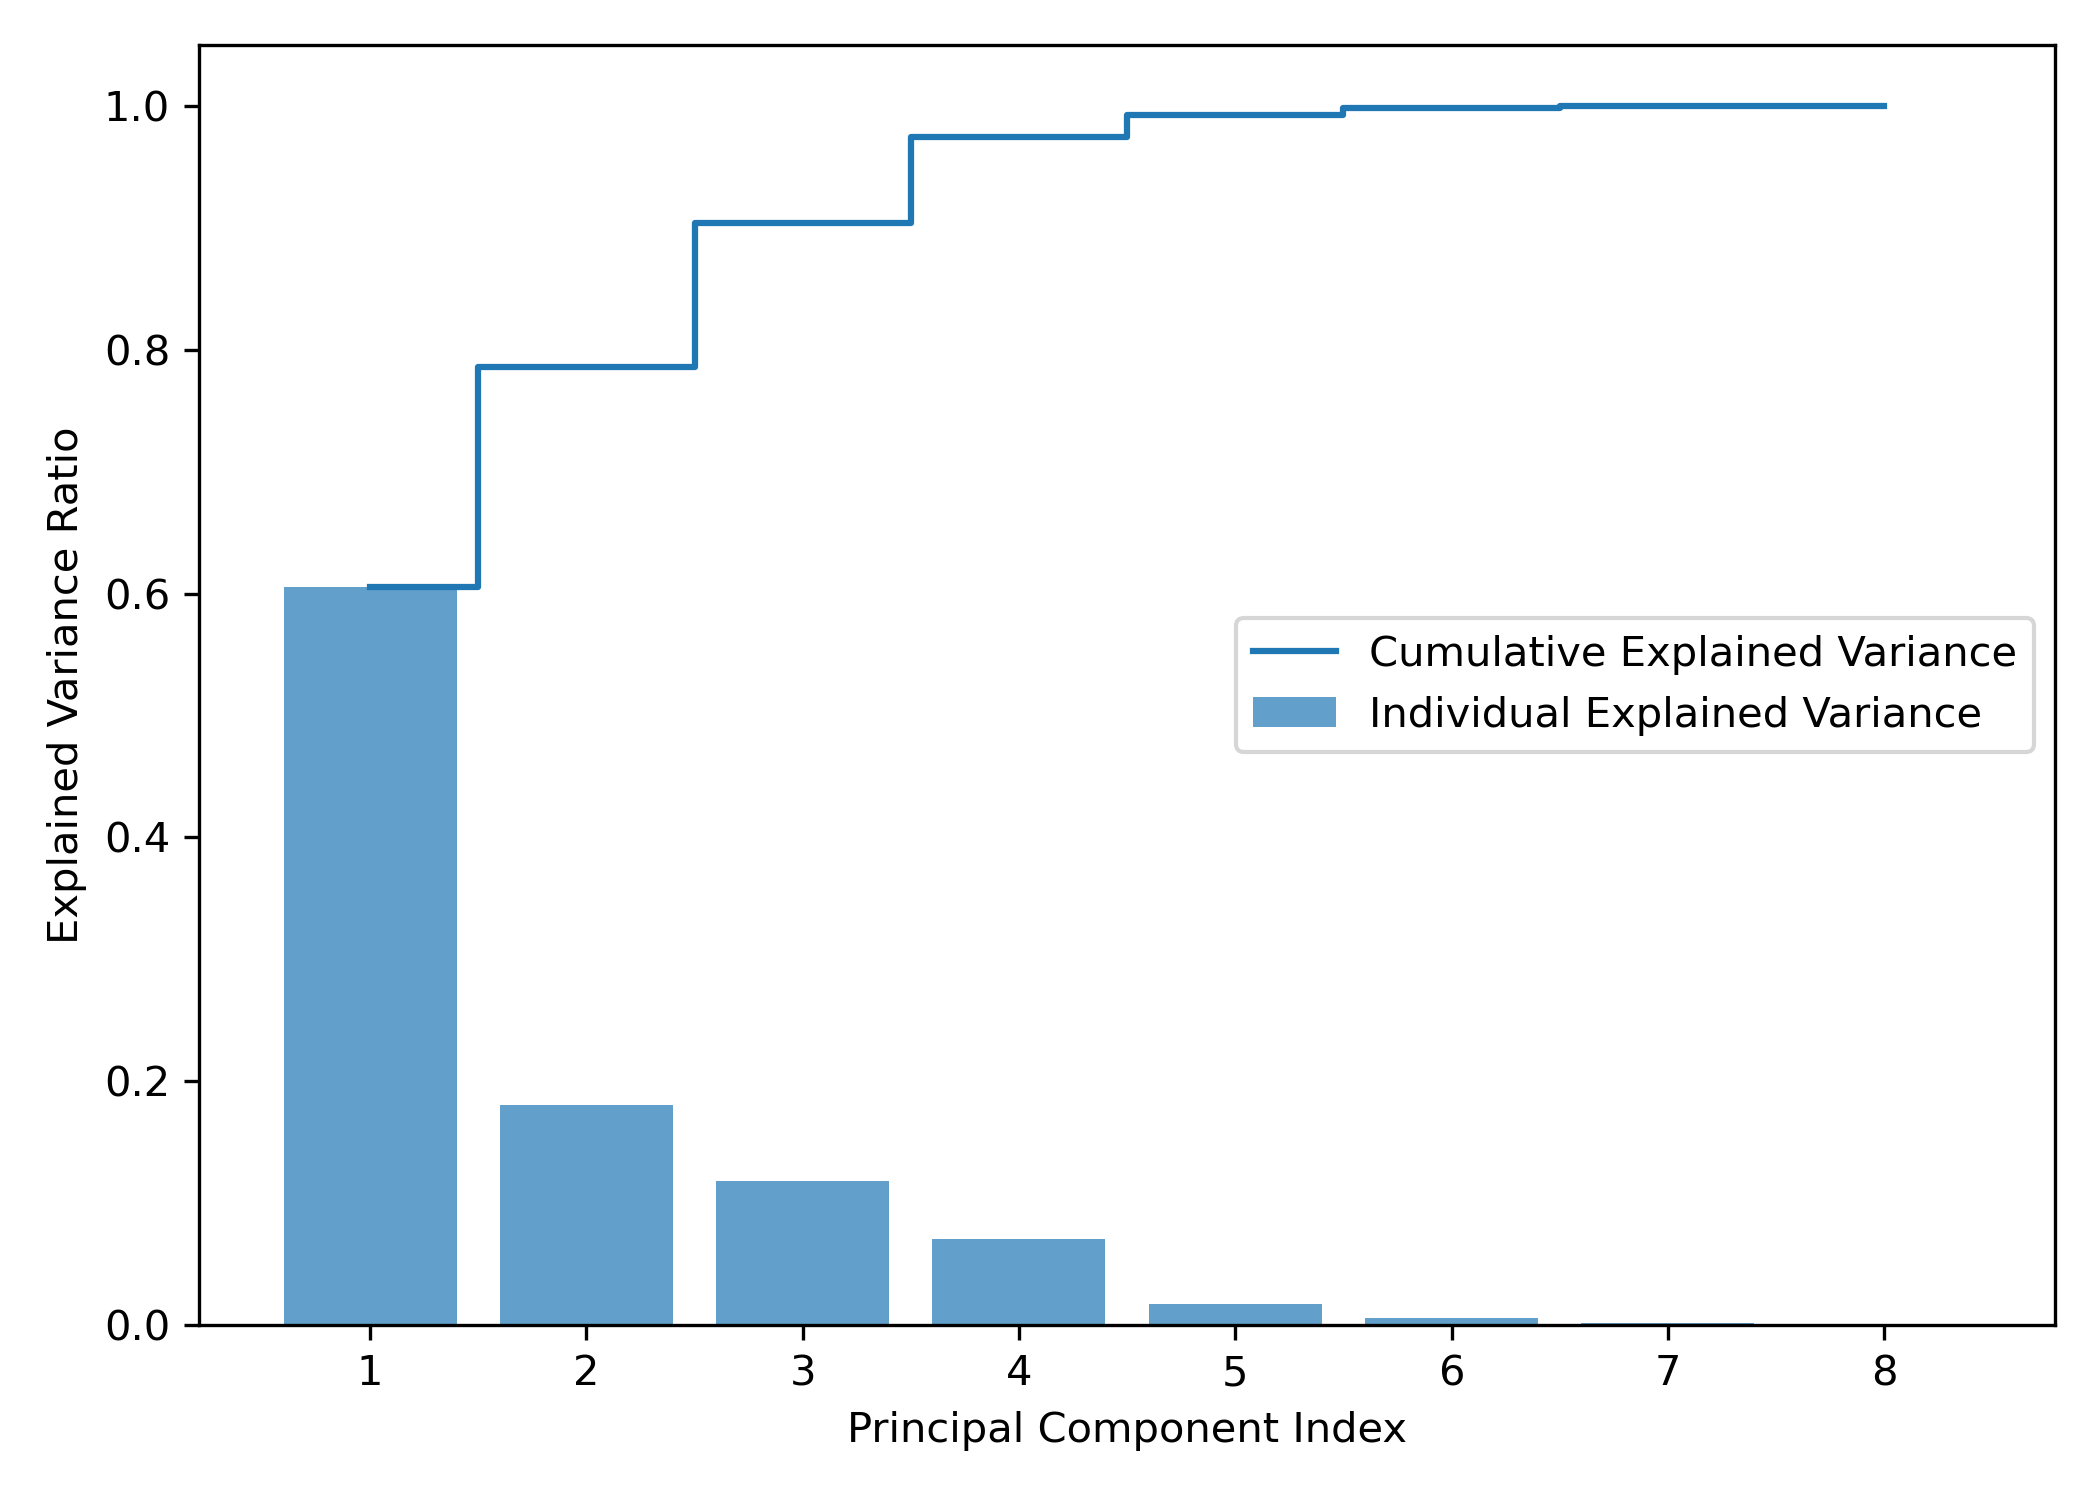 1.0
0.8
0.6
0.4
0.2
0.0
Explained Variance Ratio
Cumulative Explained Variance
Individual Explained Variance
1 2 3 4 5 6 7 8
Principal Component Index